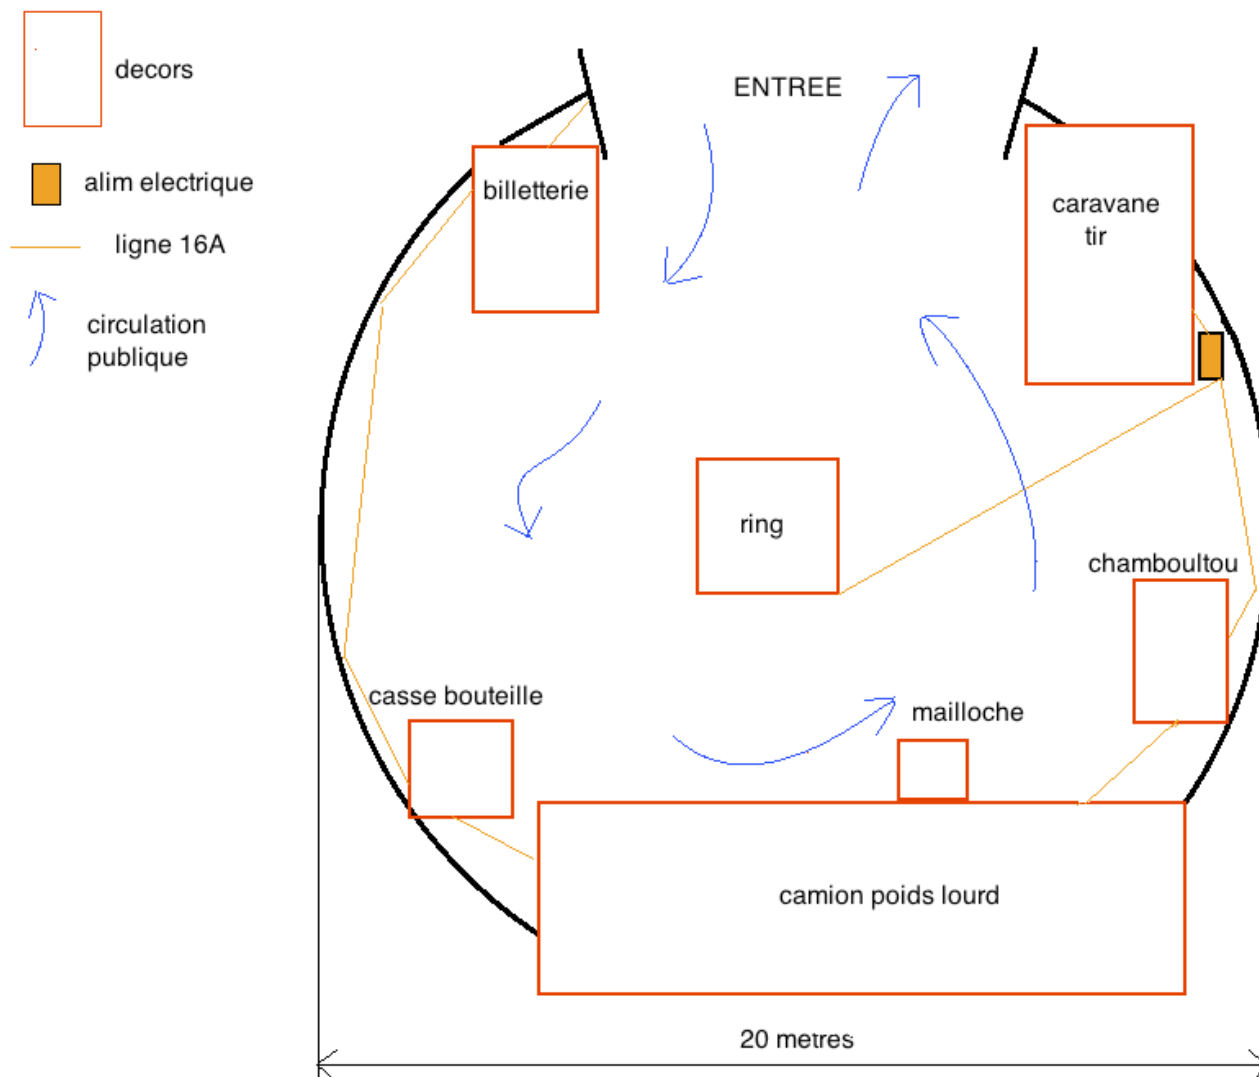 decors
alim electrique
ligne 16A
circulation
publique
ENTREE
billetterie
caravane
tir
ring
chamboultou
casse bouteille
mailloche
camion poids lourd
20 metres